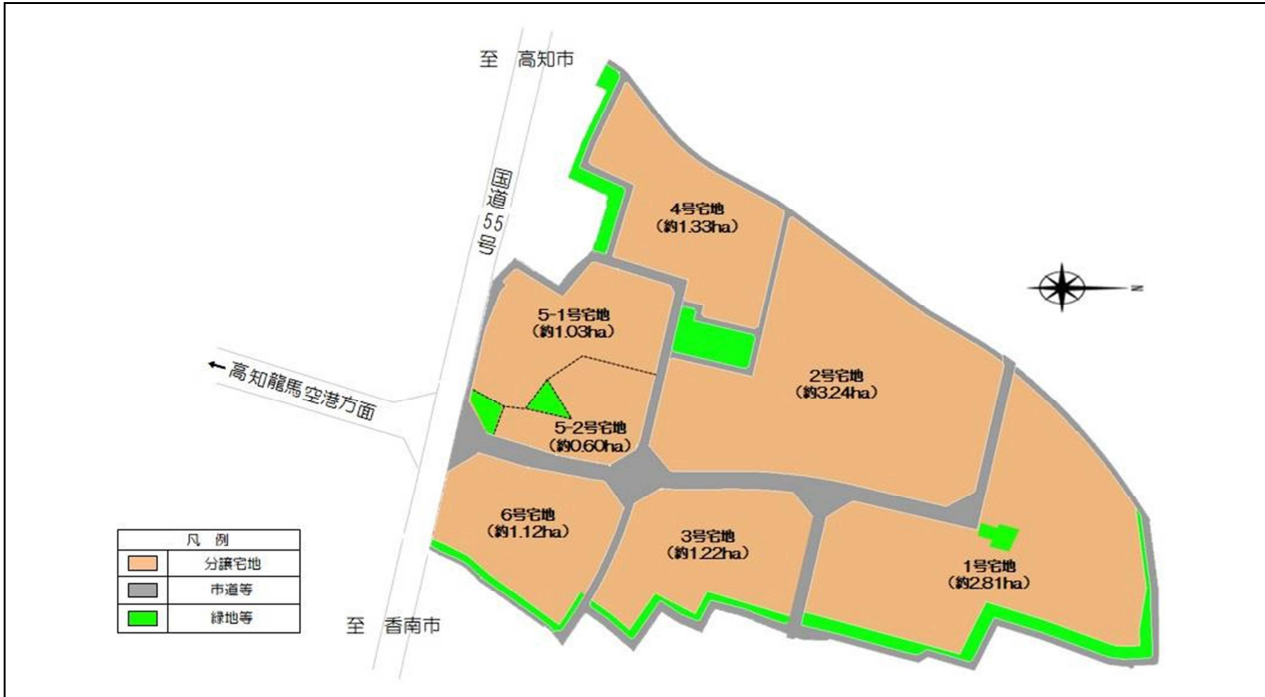 至 高知市
国道55号
4号宅地
(約1.33ha)
5-1号宅地
(約1.03ha)
N
2号宅地
(約3.24ha)
←高知龍馬空港方面
5-2号宅地
(約0.60ha)
6号宅地
(約1.12ha)
3号宅地
(約1.22ha)
1号宅地
(約2.81ha)
凡 例
分譲宅地
市道等
緑地等
至 香南市